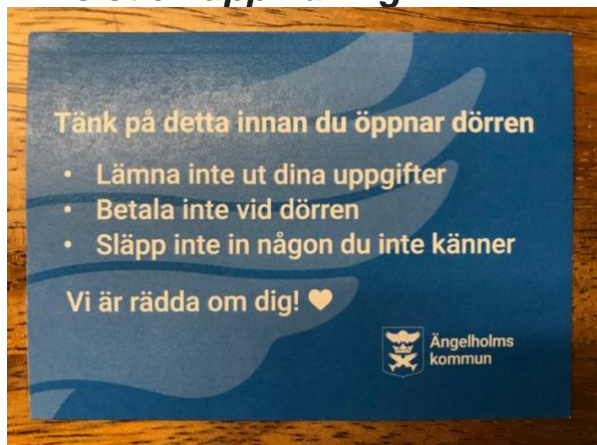 Tänk på detta innan du öppnar dörren
• Lämna inte ut dina uppgifter
• Betala inte vid dörren
• Släpp inte in någon du inte känner
Vi är rädda om dig! ♥
Ängelholms
kommun